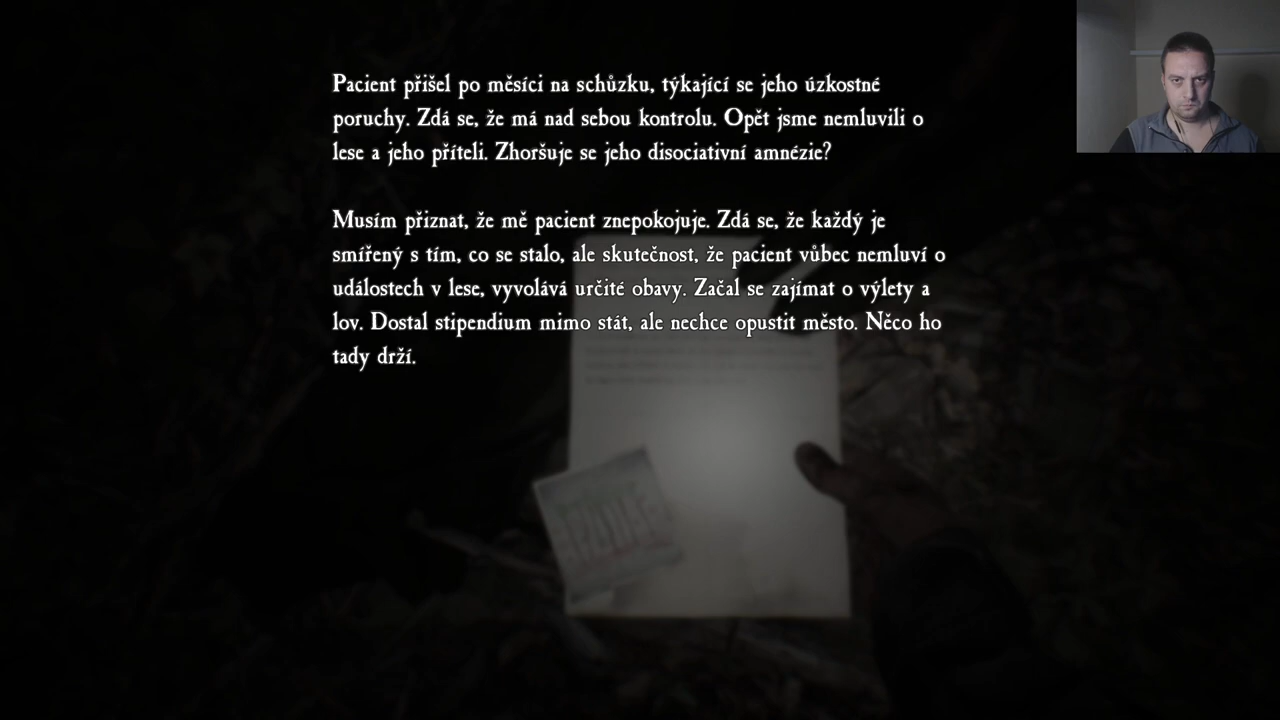 Pacient přišel po měsíci na schůzku, týkající se jeho úzkostné
poruchy. Zdá se, že má nad sebou kontrolu. Opět jsme nemluvili o
lese a jeho příteli. Zhoršuje se jeho disociativní amnézie?
Musím přiznat, že mě pacient znepokojuje. Zdá se, že každý je
smířený s tím, co se stalo, ale skutečnost, že pacient vůbec nemluví o
událostech v lese, vyvolává určité obavy. Začal se zajímat o výlety a
lov. Dostal stipendium mimo stát, ale nechce opustit město. Něco ho
tady drží.